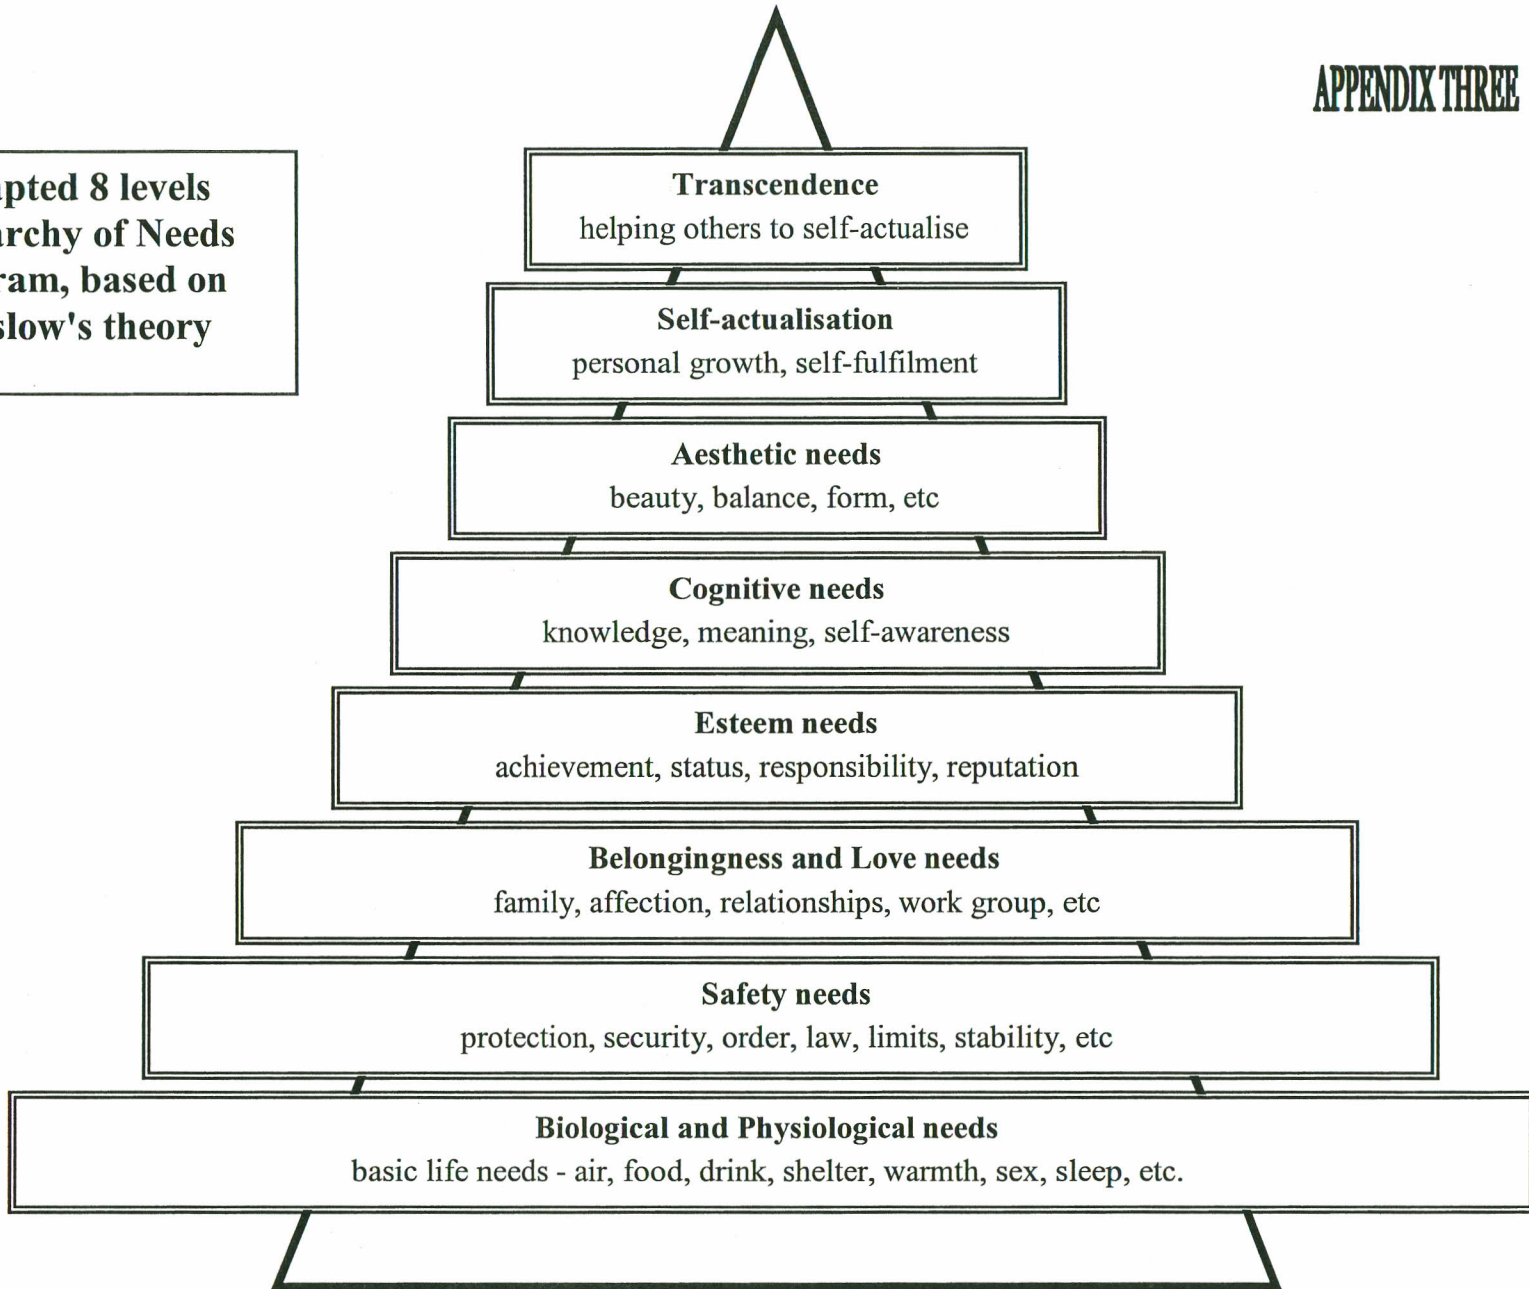 APPENDIX THREE
pted 8 levels
archy of Needs
ram, based on
slow's theory
Transcendence
helping others to self-actualise
Self-actualisation
personal growth, self-fulfilment
Aesthetic needs
beauty, balance, form, etc
Cognitive needs
knowledge, meaning, self-awareness
Esteem needs
achievement, status, responsibility, reputation
Belongingness and Love needs
family, affection, relationships, work group, etc
Safety needs
protection, security, order, law, limits, stability, etc
Biological and Physiological needs
basic life needs - air, food, drink, shelter, warmth, sex, sleep, etc.